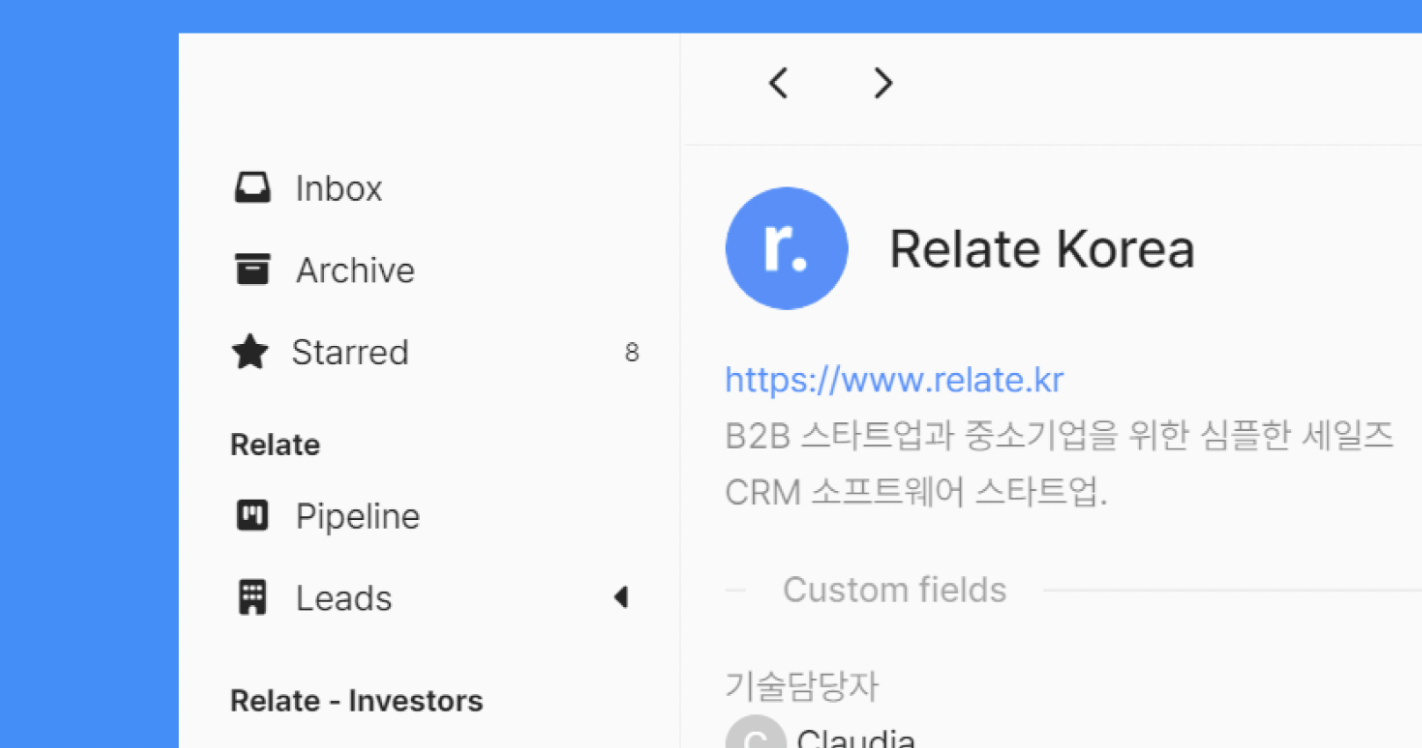 Inbox
Archive
Starred 8
Relate
Pipeline
Leads
Relate - Investors
r. Relate Korea
https://www.relate.kr
B2B 스타트업과 중소기업을 위한 심플한 세일즈
CRM 소프트웨어 스타트업.
Custom fields
기술담당자
C Claudia